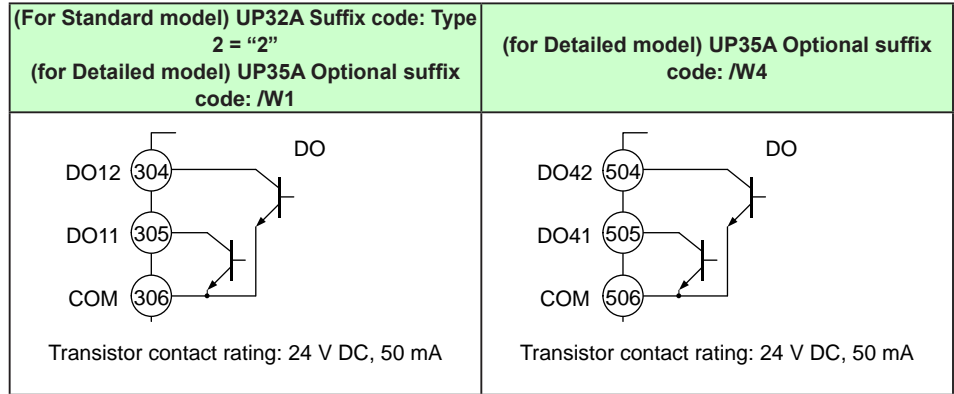 (For Standard model) UP32A Suffix code: Type
2 = “2”
(for Detailed model) UP35A Optional suffix
code: /W1
(for Detailed model) UP35A Optional suffix
code: /W4
DO
DO12 304
DO11 305
COM 306
Transistor contact rating: 24 V DC, 50 mA
DO
DO42 504
DO41 505
COM 506
Transistor contact rating: 24 V DC, 50 mA